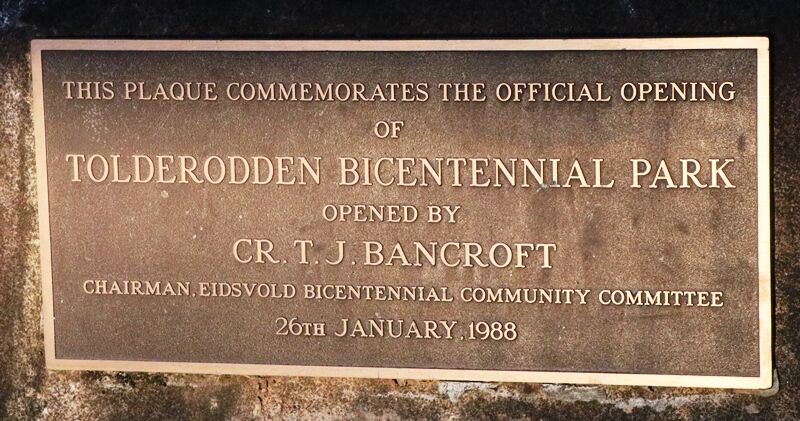 THIS PLAQUE COMMEMORATES THE OFFICIAL OPENING
OF
TOLDERODDEN BICENTENNIAL PARK
OPENED BY
CR. T. J. BANCROFT
CHAIRMAN, EIDSVOLD BICENTENNIAL COMMUNITY COMMITTEE
26TH JANUARY, 1988